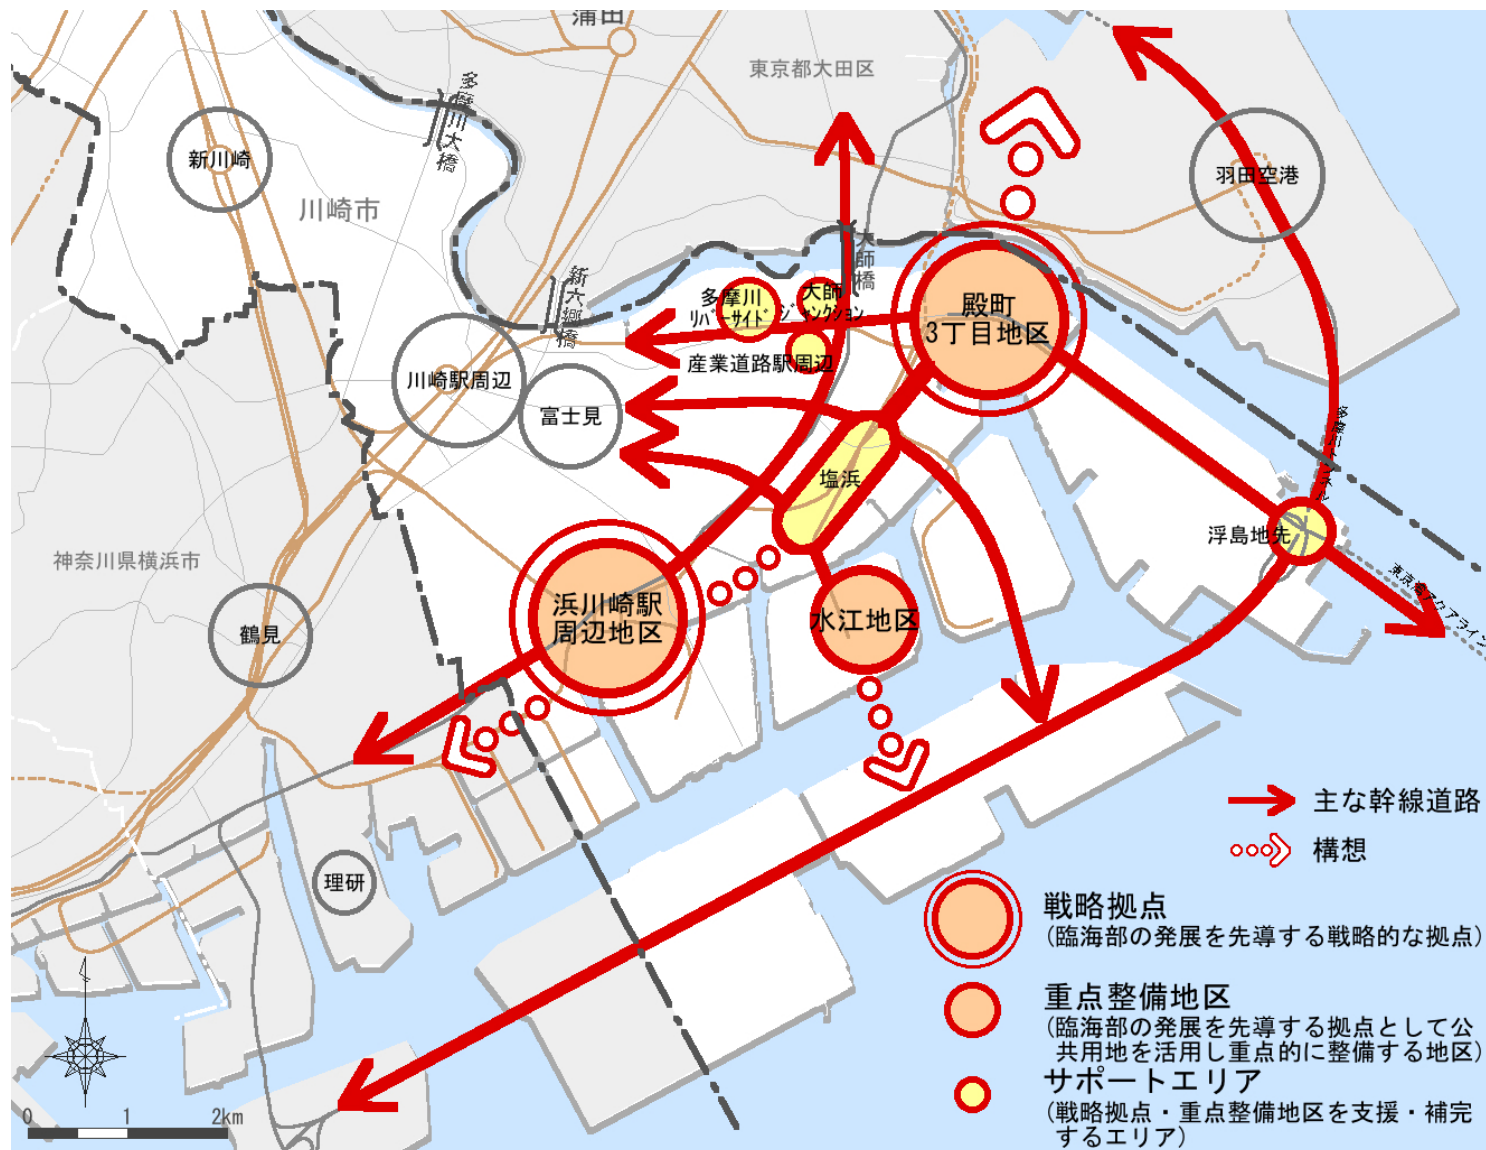 蒲田
東京都大田区
多摩川大橋
新川崎
羽田空港
川崎市
大師橋
新六郷橋
多摩川
リバーサイド
大師
ジャンクション
殿町
3丁目地区
産業道路駅周辺
川崎駅周辺
富士見
塩浜
浮島地先
神奈川県横浜市
東京湾アクアライン
浜川崎駅
周辺地区
水江地区
鶴見
理研
主な幹線道路
構想
戦略拠点
(臨海部の発展を先導する戦略的な拠点)
重点整備地区
(臨海部の発展を先導する拠点として公
共用地を活用し重点的に整備する地区)
サポートエリア
(戦略拠点・重点整備地区を支援・補完
するエリア)
0 1 2km